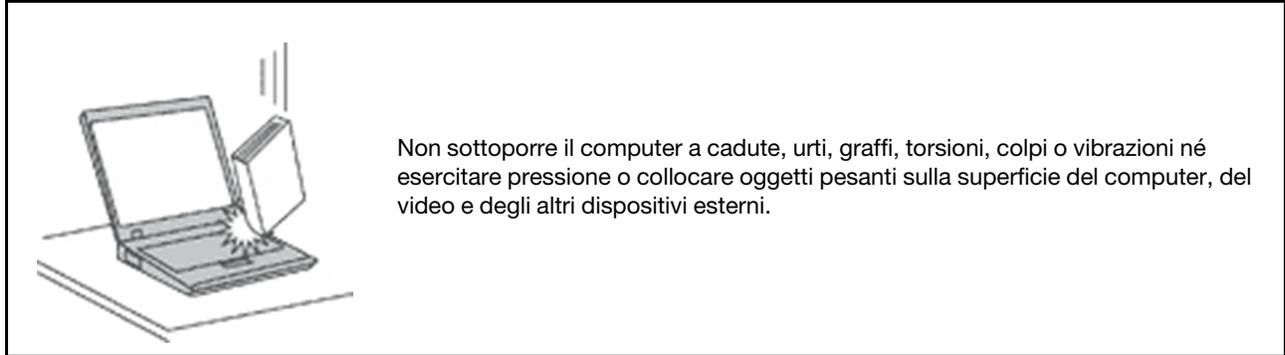 Non sottoporre il computer a cadute, urti, graffi, torsioni, colpi o vibrazioni né
esercitare pressione o collocare oggetti pesanti sulla superficie del computer, del
video e degli altri dispositivi esterni.